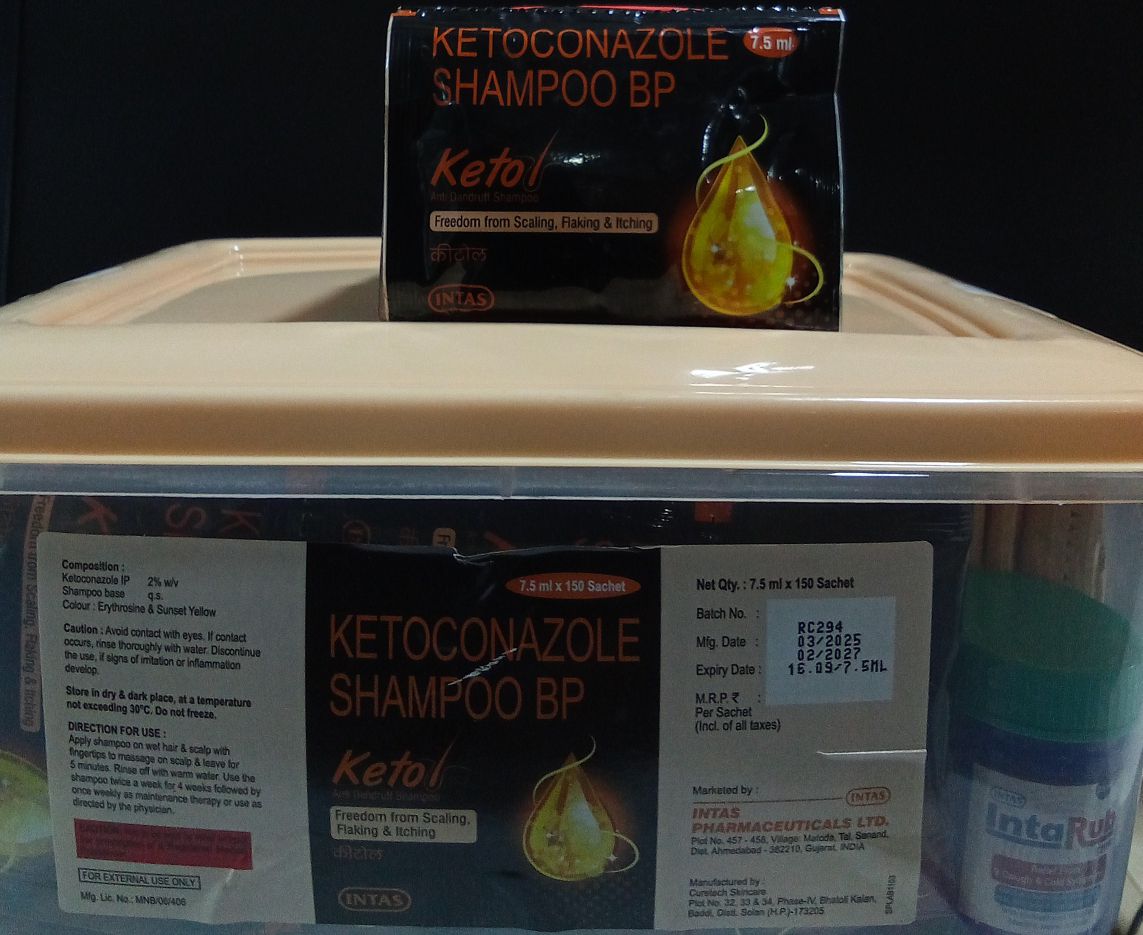 KETOCONAZOLE
SHAMPOO BP
7.5 ml
Ketol
Anti Dandruff Shampoo
Freedom from Scaling, Flaking & Itching
कीटोल
INTAS
Composition :
Ketoconazole IP 2% w/v
Shampoo base q.s.
Colour : Erythrosine & Sunset Yellow
Caution : Avoid contact with eyes. If contact
occurs, rinse thoroughly with water. Discontinue
the use, if signs of irritation or inflammation
develop.
Store in dry & dark place, at a temperature
not exceeding 30°C. Do not freeze.
DIRECTION FOR USE :
Apply shampoo on wet hair & scalp with
fingertips to massage on scalp & leave for
5 minutes. Rinse off with warm water. Use the
shampoo twice a week for 4 weeks followed by
once weekly as maintenance therapy or use as
directed by the physician.
FOR EXTERNAL USE ONLY
Mfg. Lic. No.: MNB/06/406
7.5 ml x 150 Sachet
KETOCONAZOLE
SHAMPOO BP
Ketol
Anti Dandruff Shampoo
Freedom from Scaling,
Flaking & Itching
कीटोल
INTAS
Net Qty. : 7.5 ml x 150 Sachet
Batch No. : RC294
Mfg. Date : 03/2025
Expiry Date : 02/2027
M.R.P. ₹ : 16.09/7.5ML
Per Sachet
(Incl. of all taxes)
Marketed by :
INTAS
INTAS
PHARMACEUTICALS LTD.
Plot No. 457 - 458, Village: Matoda, Tal. Sanand,
Dist. Ahmedabad - 382210, Gujarat, INDIA
Manufactured by :
Curetech Skincare
Plot No. 32, 33 & 34, Phase-IV, Bhatoli Kalan,
Baddi, Distt. Solan (H.P.)-173205
Freedom from Scaling, Flaking & Itching
INTAS
IntaRub